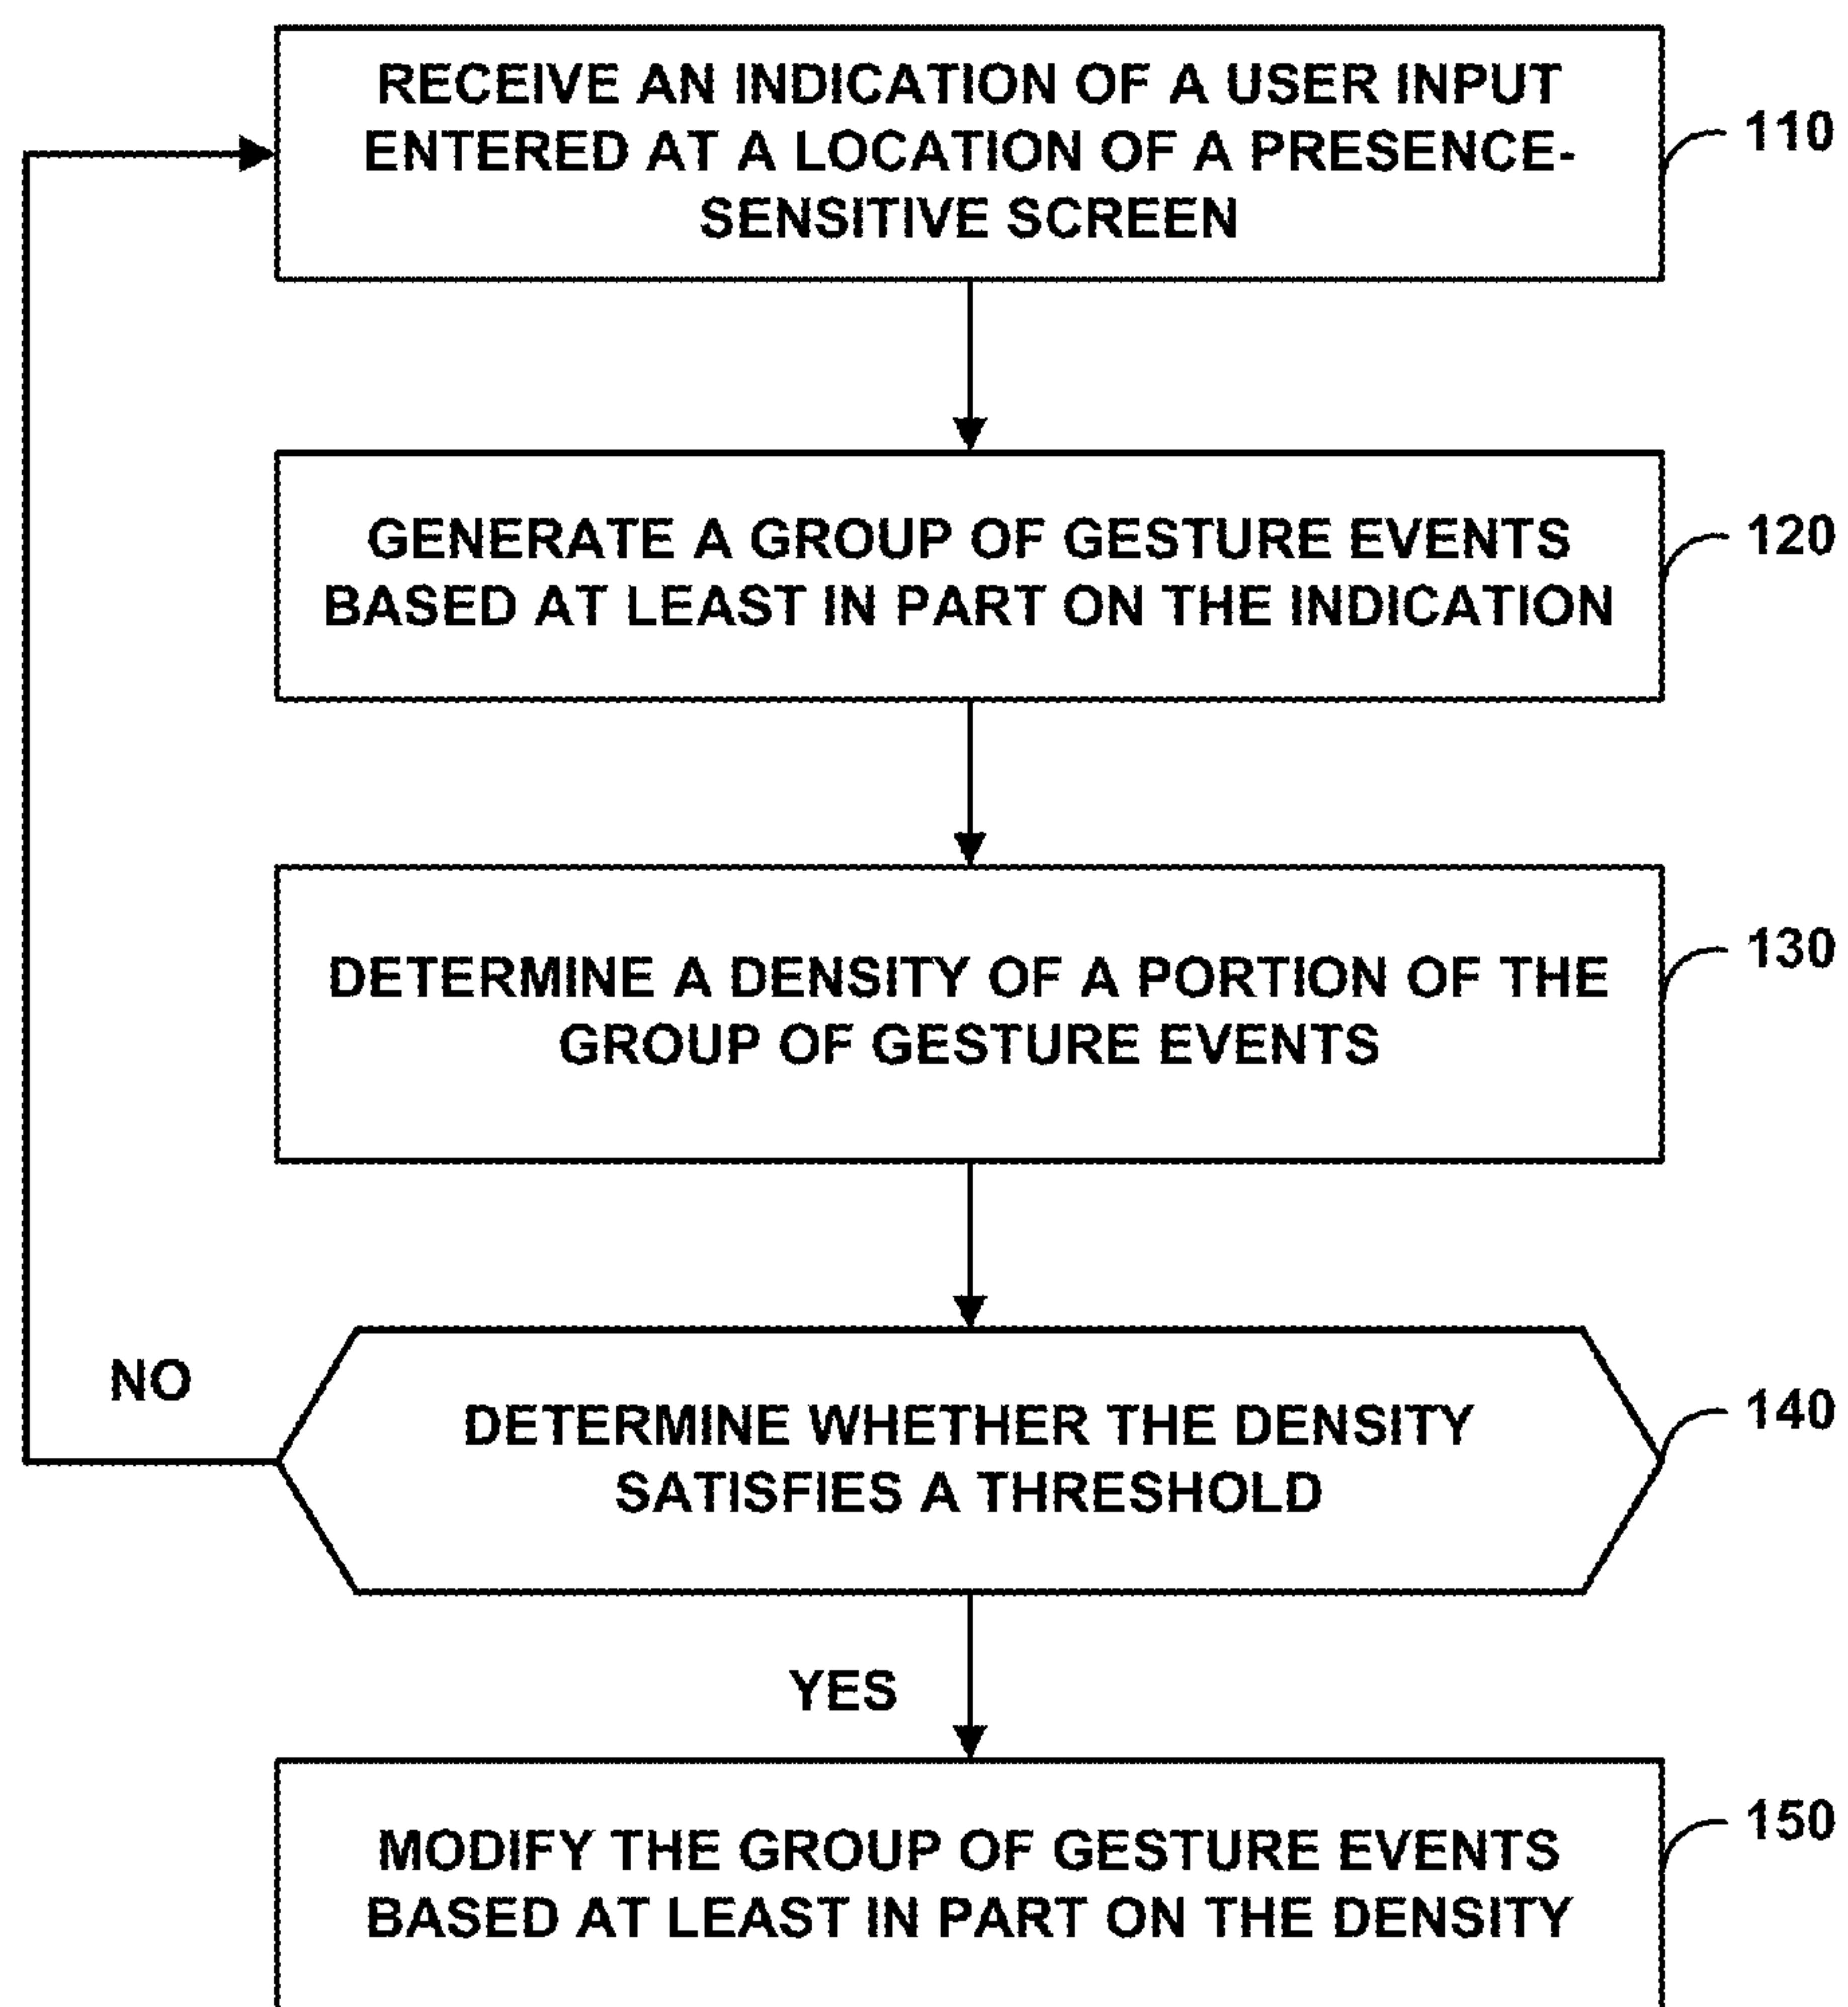 RECEIVE AN INDICATION OF A USER INPUT
ENTERED AT A LOCATION OF A PRESENCE-
SENSITIVE SCREEN
110
GENERATE A GROUP OF GESTURE EVENTS
BASED AT LEAST IN PART ON THE INDICATION
120
DETERMINE A DENSITY OF A PORTION OF THE
GROUP OF GESTURE EVENTS
130
NO
DETERMINE WHETHER THE DENSITY
SATISFIES A THRESHOLD
140
YES
MODIFY THE GROUP OF GESTURE EVENTS
BASED AT LEAST IN PART ON THE DENSITY
150